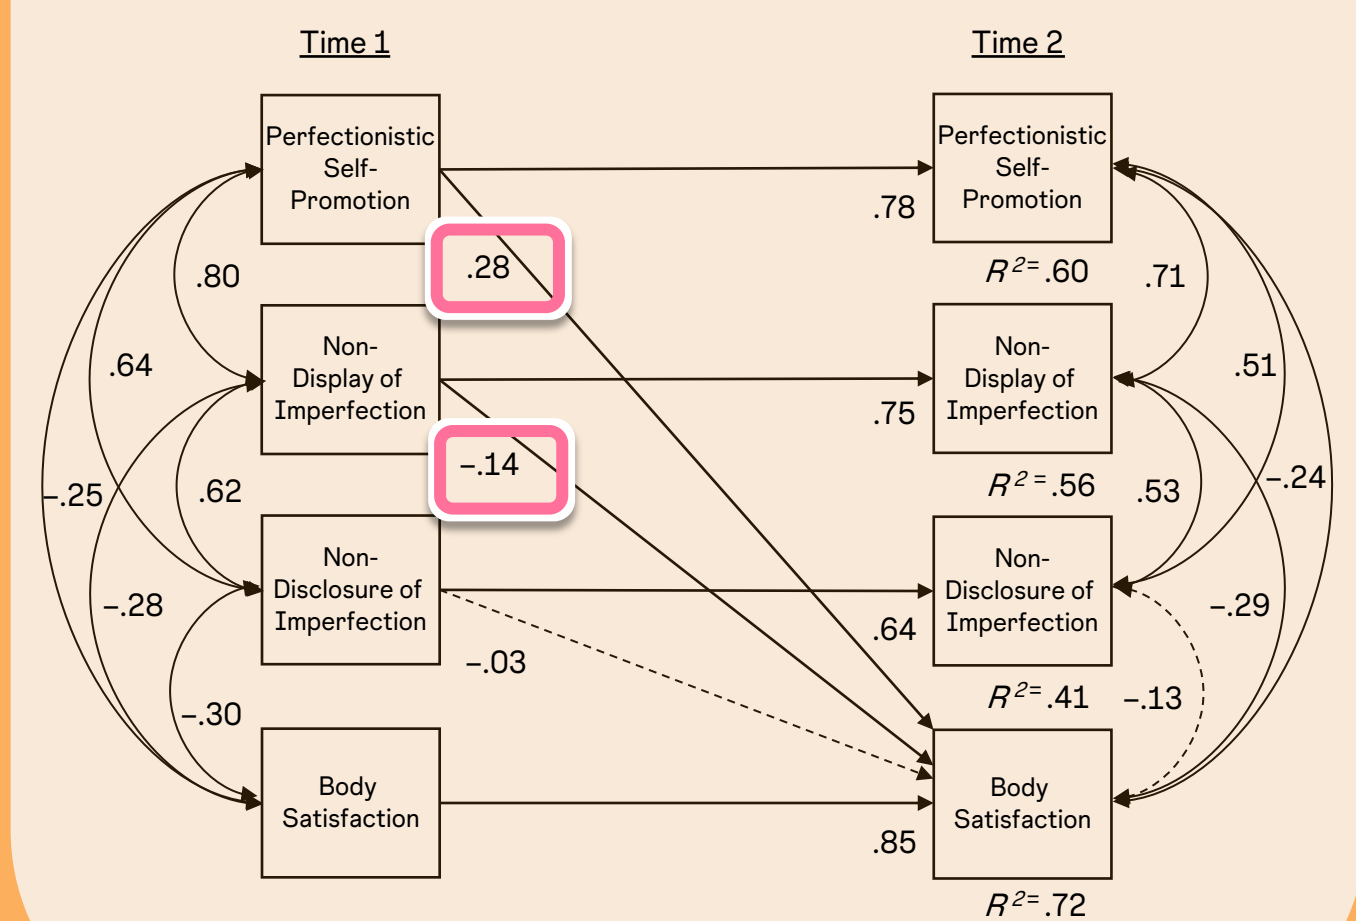 Time 1
Time 2
Perfectionistic
Self-
Promotion
Perfectionistic
Self-
Promotion
.78
.28
.80
R²= .60
.71
Non-
Display of
Imperfection
Non-
Display of
Imperfection
.64
.51
.75
–.14
–.25
.62
R² = .56
.53
–.24
Non-
Disclosure of
Imperfection
Non-
Disclosure of
Imperfection
–.28
–.29
.64
–.03
R²= .41
–.13
–.30
Body
Satisfaction
Body
Satisfaction
.85
R²= .72